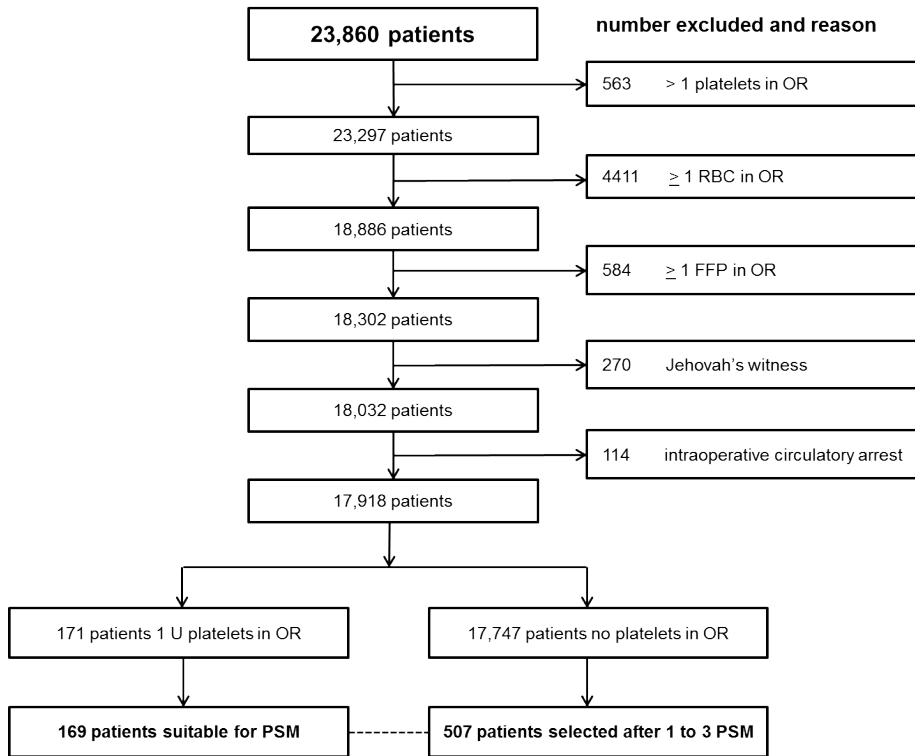 23,860 patients
number excluded and reason
563 > 1 platelets in OR
23,297 patients
4411 ≥ 1 RBC in OR
18,886 patients
584 ≥ 1 FFP in OR
18,302 patients
270 Jehovah's witness
18,032 patients
114 intraoperative circulatory arrest
17,918 patients
171 patients 1 U platelets in OR
17,747 patients no platelets in OR
169 patients suitable for PSM
507 patients selected after 1 to 3 PSM